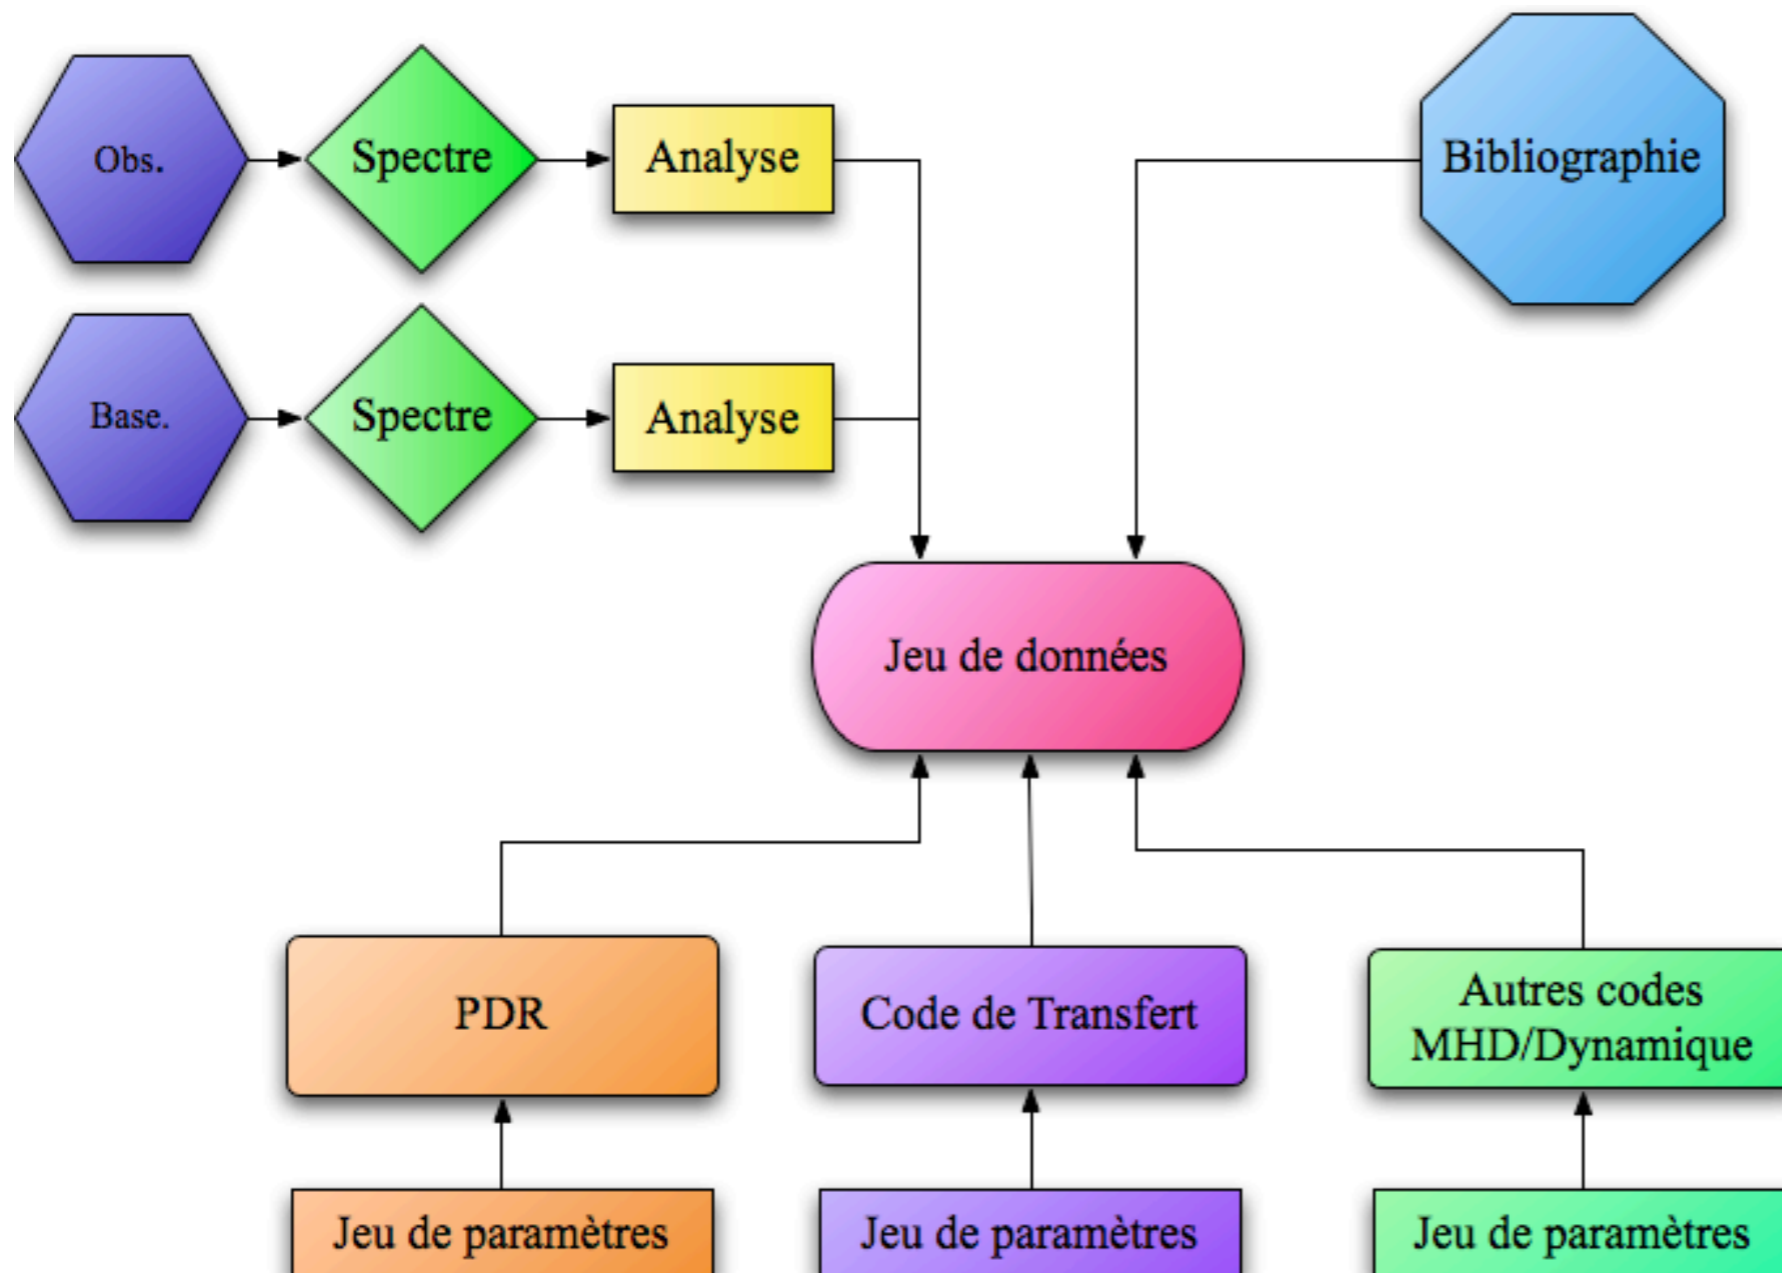 Obs.
Spectre
Analyse
Bibliographie
Base.
Spectre
Analyse
Jeu de données
PDR
Code de Transfert
Autres codes
MHD/Dynamique
Jeu de paramètres
Jeu de paramètres
Jeu de paramètres